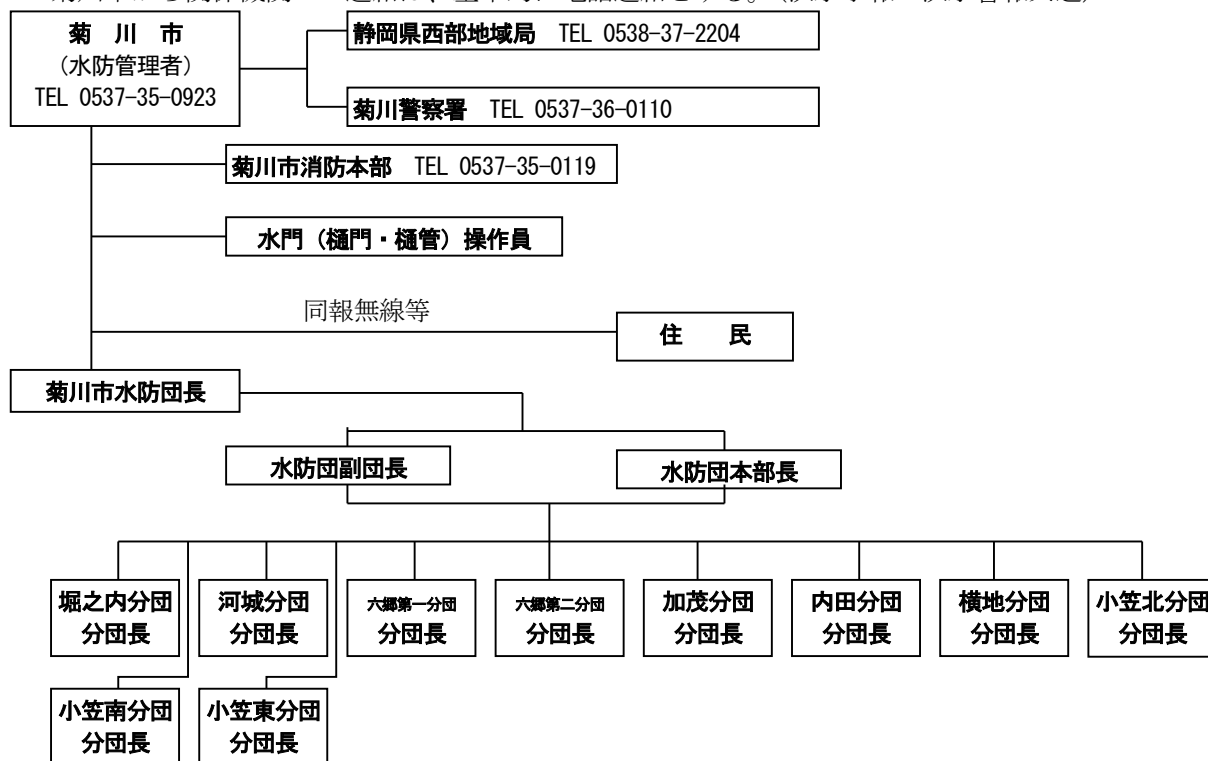 菊川市
(水防管理者)
TEL 0537-35-0923
静岡県西部地域局 TEL 0538-37-2204
菊川警察署 TEL 0537-36-0110
菊川市消防本部 TEL 0537-35-0119
水門（樋門・樋管）操作員
同報無線等
住 民
菊川市水防団長
水防団副団長
水防団本部長
堀之内分団
分団長
河城分団
分団長
六郷第一分団
分団長
六郷第二分団
分団長
加茂分団
分団長
内田分団
分団長
横地分団
分団長
小笠北分団
分団長
小笠南分団
分団長
小笠東分団
分団長